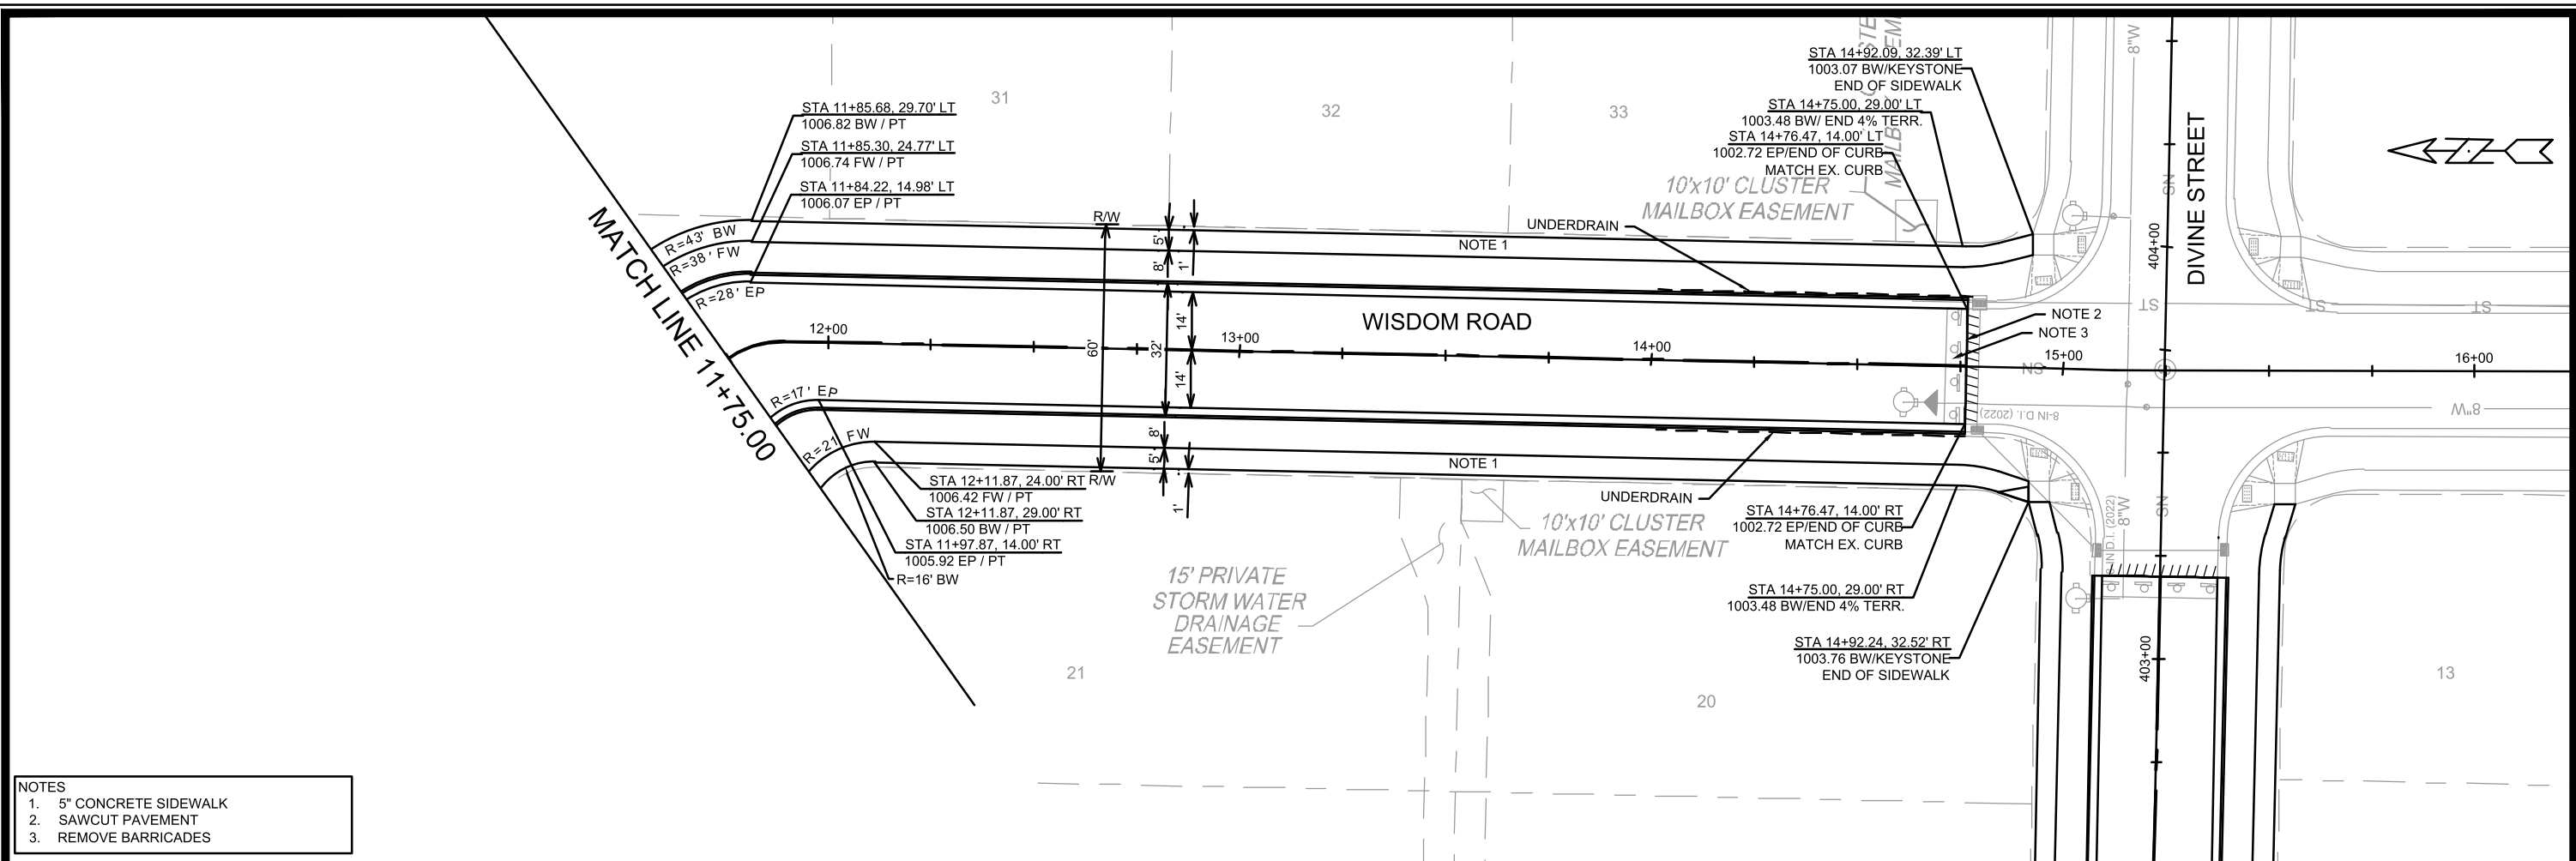 31
32
33
STA 11+85.68, 29.70' LT
1006.82 BW / PT
STA 11+85.30, 24.77' LT
1006.74 FW / PT
STA 11+84.22, 14.98' LT
1006.07 EP / PT
STA 14+92.09, 32.39' LT
1003.07 BW/KEYSTONE
END OF SIDEWALK
STA 14+75.00, 29.00' LT
1003.48 BW/ END 4% TERR.
STA 14+76.47, 14.00' LT
1002.72 EP/END OF CURB
MATCH EX. CURB
10'x10' CLUSTER
MAILBOX EASEMENT
8"W
SN
DIVINE STREET
404+00
MATCH LINE 11+75.00
R=43' BW
R=38' FW
R=28' EP
R/W
5'
8'
1'
UNDERDRAIN
NOTE 1
WISDOM ROAD
12+00
13+00
14+00
15+00
16+00
60'
32'
14'
14'
NOTE 2
NOTE 3
ST
ST
ST
SN
S
8-IN D.I. (2022)
8"W
R=17' EP
R=21' FW
8'
5'
1'
R/W
NOTE 1
STA 12+11.87, 24.00' RT
1006.42 FW / PT
STA 12+11.87, 29.00' RT
1006.50 BW / PT
STA 11+97.87, 14.00' RT
1005.92 EP / PT
R=16' BW
UNDERDRAIN
10'x10' CLUSTER
MAILBOX EASEMENT
15' PRIVATE
STORM WATER
DRAINAGE
EASEMENT
STA 14+76.47, 14.00' RT
1002.72 EP/END OF CURB
MATCH EX. CURB
STA 14+75.00, 29.00' RT
1003.48 BW/END 4% TERR.
STA 14+92.24, 32.52' RT
1003.76 BW/KEYSTONE
END OF SIDEWALK
8"W
SN
403+00
21
20
13
NOTES
1. 5" CONCRETE SIDEWALK
2. SAWCUT PAVEMENT
3. REMOVE BARRICADES